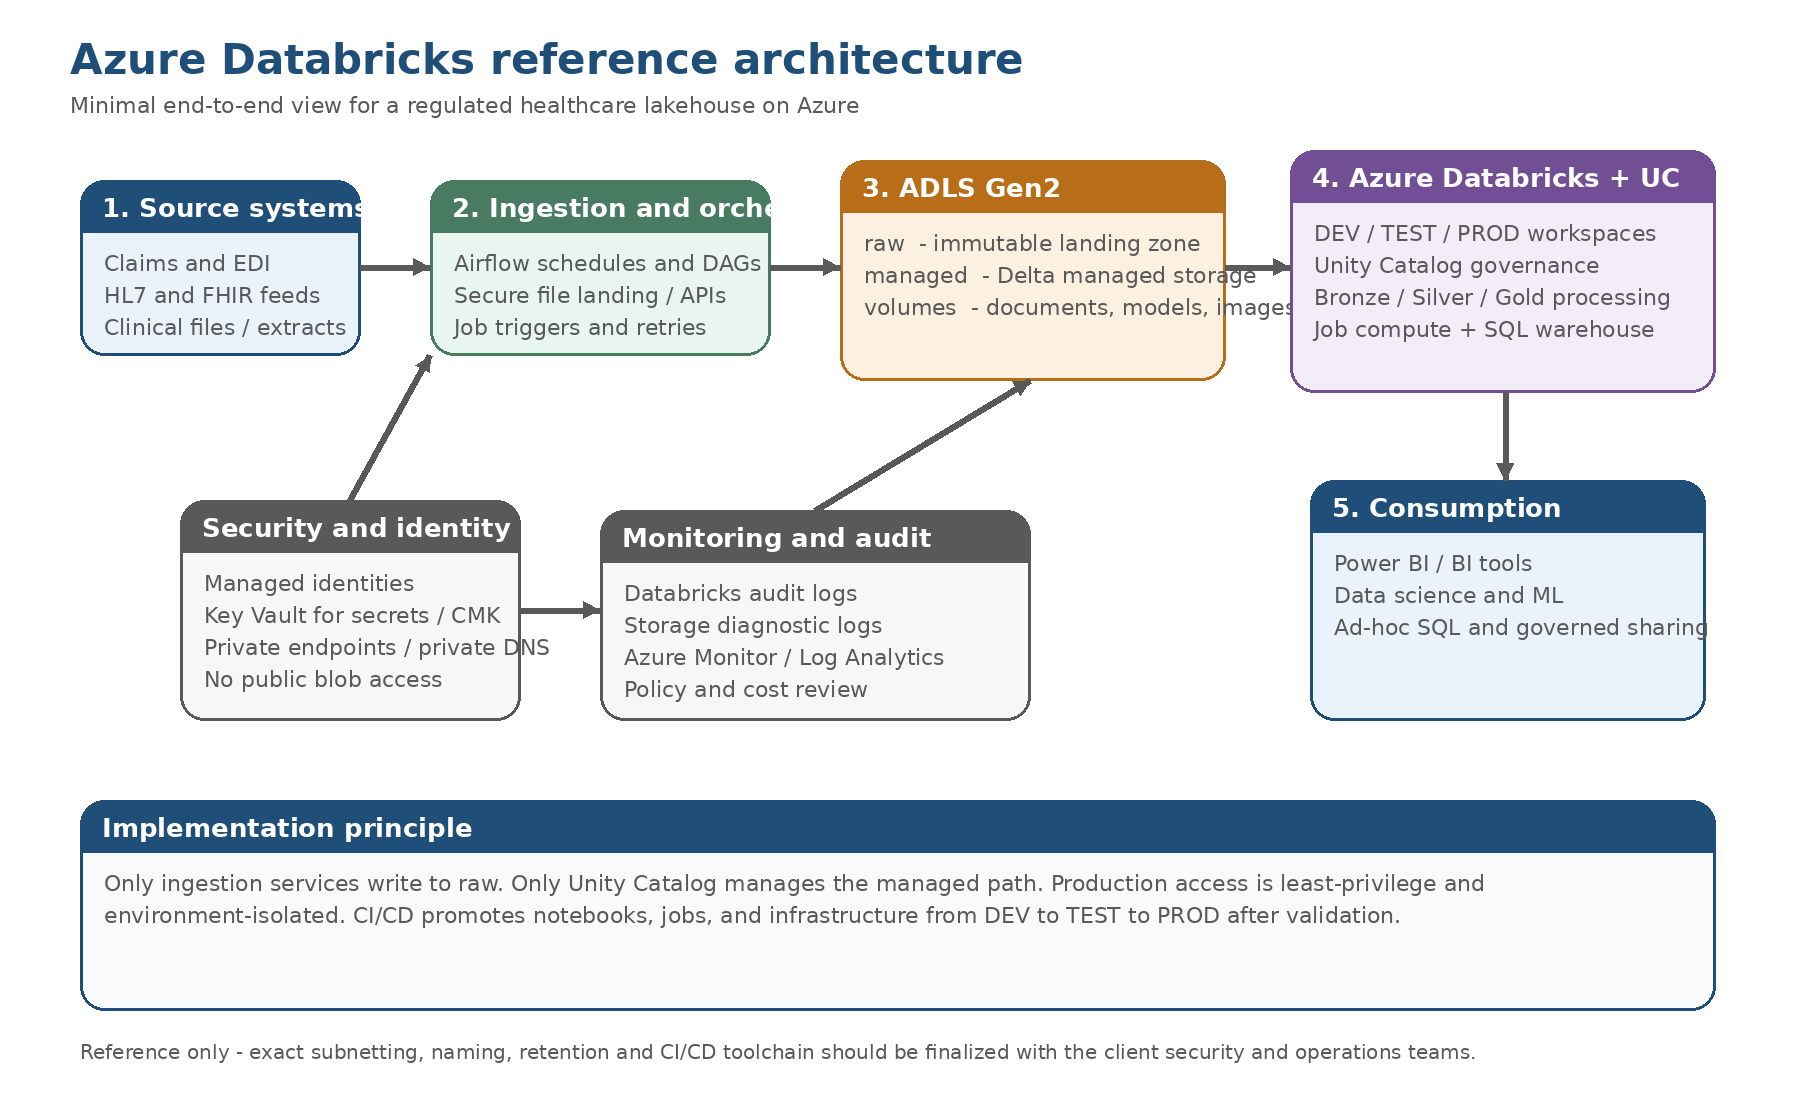 Azure Databricks reference architecture
Minimal end-to-end view for a regulated healthcare lakehouse on Azure
1. Source systems
Claims and EDI
HL7 and FHIR feeds
Clinical files / extracts
2. Ingestion and orche
Airflow schedules and DAGs
Secure file landing / APIs
Job triggers and retries
3. ADLS Gen2
raw - immutable landing zone
managed - Delta managed storage
volumes - documents, models, images
4. Azure Databricks + UC
DEV / TEST / PROD workspaces
Unity Catalog governance
Bronze / Silver / Gold processing
Job compute + SQL warehouse
Security and identity
Managed identities
Key Vault for secrets / CMK
Private endpoints / private DNS
No public blob access
Monitoring and audit
Databricks audit logs
Storage diagnostic logs
Azure Monitor / Log Analytics
Policy and cost review
5. Consumption
Power BI / BI tools
Data science and ML
Ad-hoc SQL and governed sharing
Implementation principle
Only ingestion services write to raw. Only Unity Catalog manages the managed path. Production access is least-privilege and
environment-isolated. CI/CD promotes notebooks, jobs, and infrastructure from DEV to TEST to PROD after validation.
Reference only - exact subnetting, naming, retention and CI/CD toolchain should be finalized with the client security and operations teams.